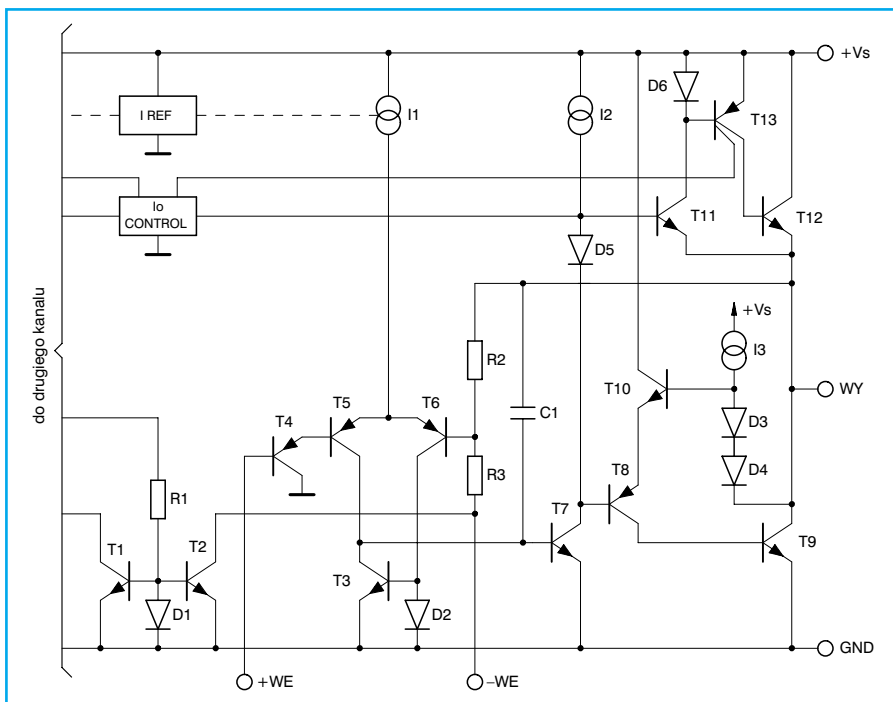 +Vs
D6
T13
I REF
I1
I2
Io
CONTROL
T11
T12
D5
+Vs
I3
do drugiego kanału
R2
T10
WY
C1
D3
T4
T5
T6
D4
R3
T8
R1
T7
T9
T1
T2
T3
D1
D2
GND
+WE
–WE